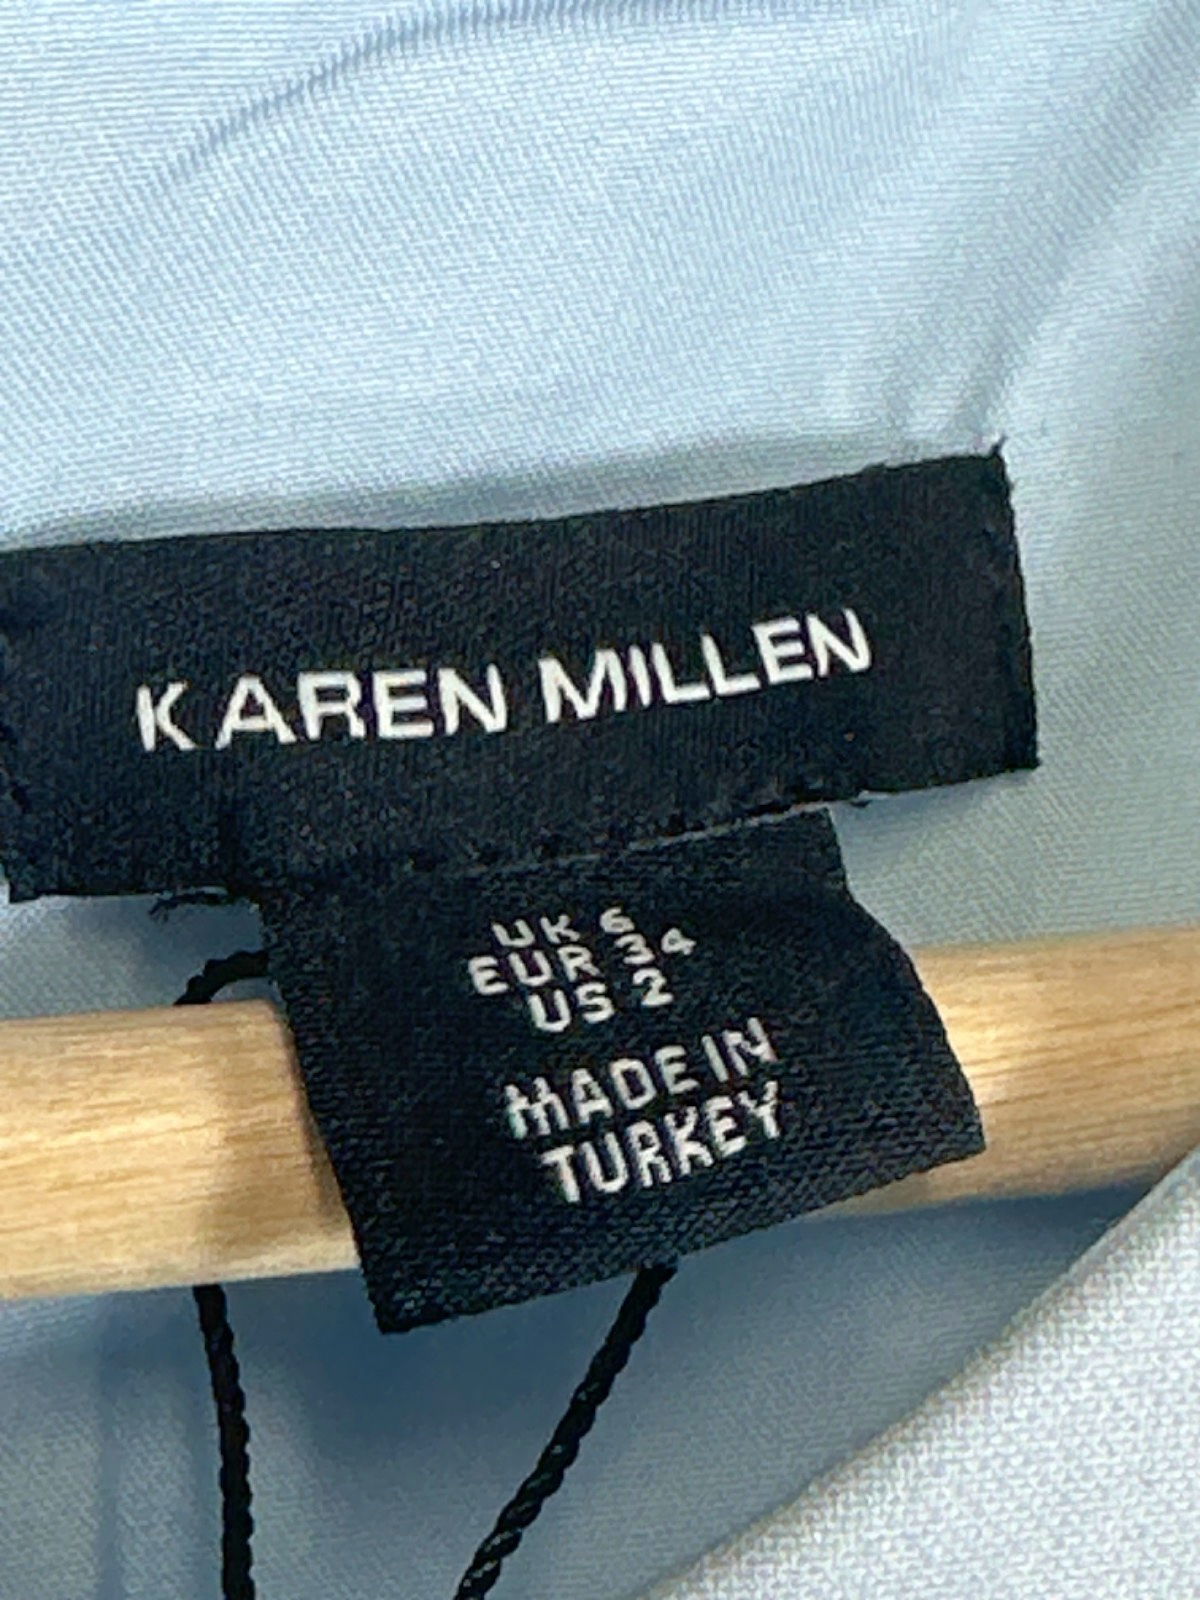 KAREN MILLEN
UK 6
EUR 34
US 2
MADE IN
TURKEY